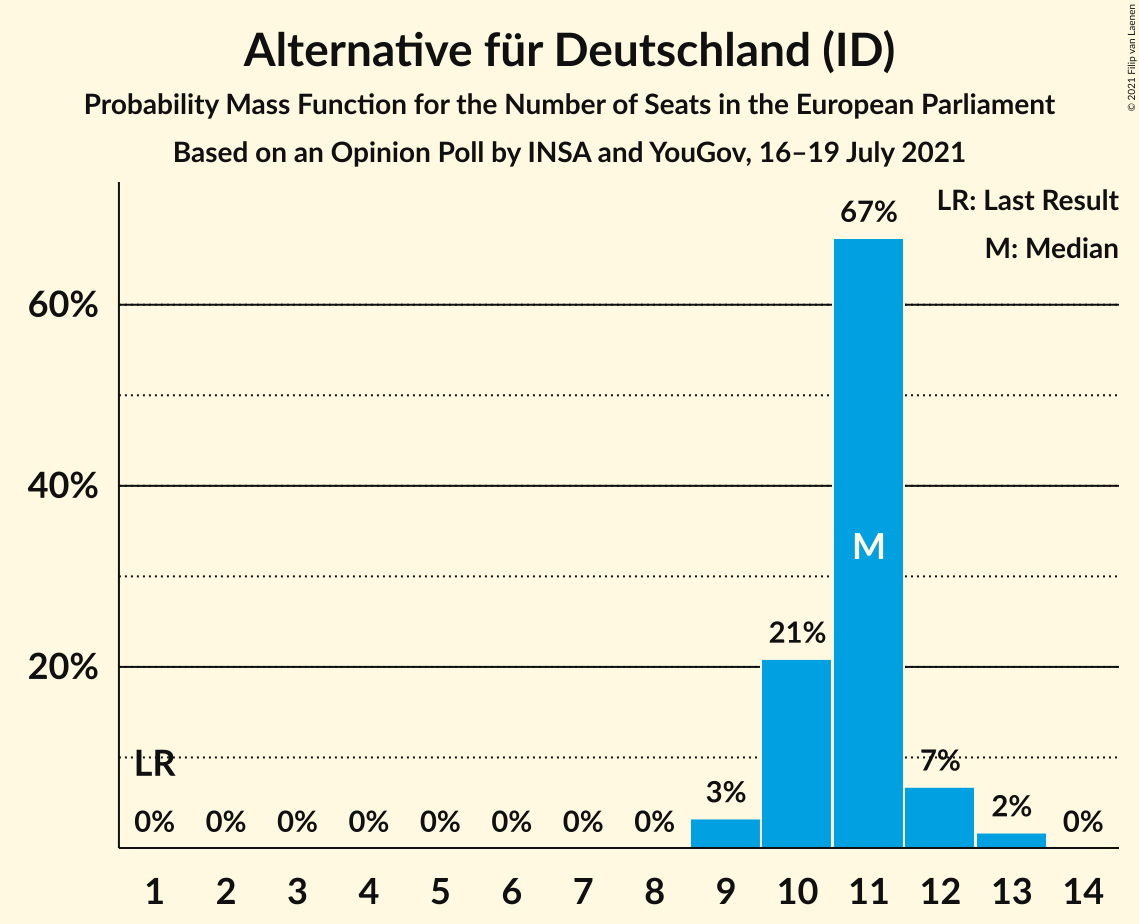 Alternative für Deutschland (ID)
Probability Mass Function for the Number of Seats in the European Parliament
Based on an Opinion Poll by INSA and YouGov, 16–19 July 2021
© 2021 Filip van Laenen
LR: Last Result
M: Median
67%
60%
40%
M
21%
20%
LR
7%
3%
2%
0% 0% 0% 0% 0% 0% 0% 0% 0%
1 2 3 4 5 6 7 8 9 10 11 12 13 14